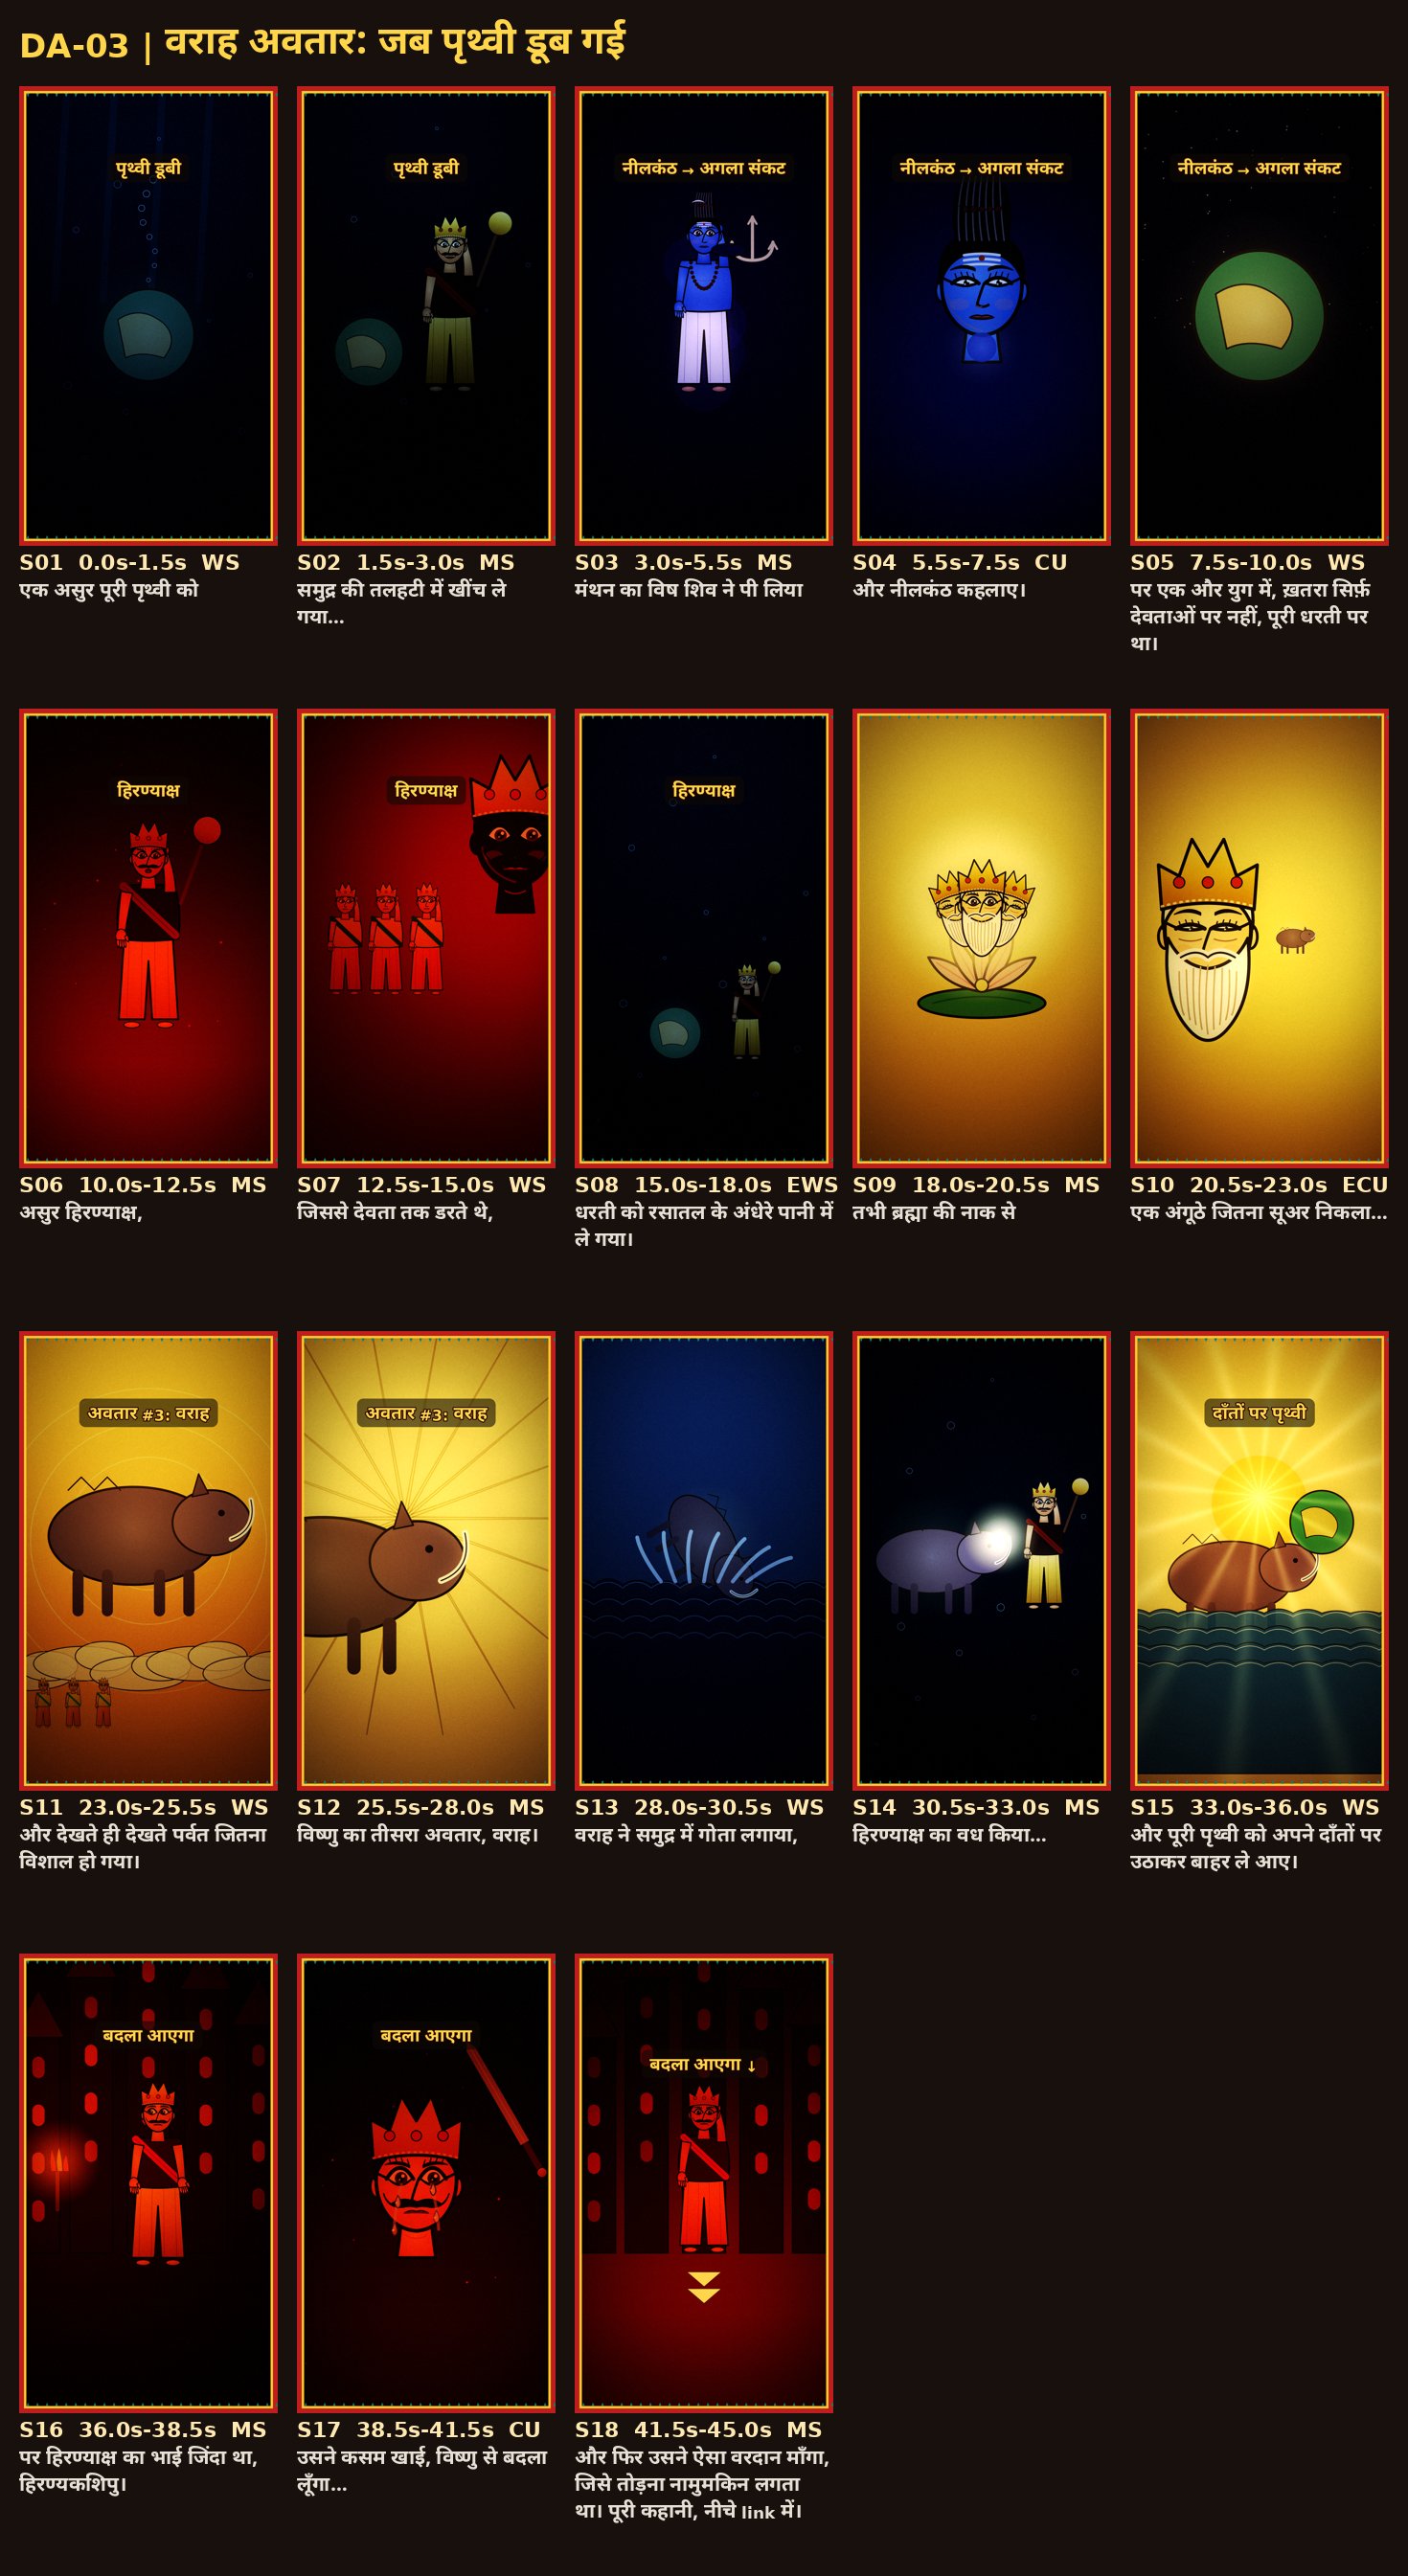 DA-03 | वराह अवतार: जब पृथ्वी डूब गई
पृथ्वी डूबी
पृथ्वी डूबी
नीलकंठ → अगला संकट
नीलकंठ → अगला संकट
नीलकंठ → अगला संकट
S01 0.0s-1.5s WS
एक असुर पूरी पृथ्वी को
S02 1.5s-3.0s MS
समुद्र की तलहटी में खींच ले
गया...
S03 3.0s-5.5s MS
मंथन का विष शिव ने पी लिया
S04 5.5s-7.5s CU
और नीलकंठ कहलाए।
S05 7.5s-10.0s WS
पर एक और युग में, ख़तरा सिर्फ़
देवताओं पर नहीं, पूरी धरती पर
था।
हिरण्याक्ष
हिरण्याक्ष
हिरण्याक्ष
S06 10.0s-12.5s MS
असुर हिरण्याक्ष,
S07 12.5s-15.0s WS
जिससे देवता तक डरते थे,
S08 15.0s-18.0s EWS
धरती को रसातल के अंधेरे पानी में
ले गया।
S09 18.0s-20.5s MS
तभी ब्रह्मा की नाक से
S10 20.5s-23.0s ECU
एक अंगूठे जितना सूअर निकला...
अवतार #3: वराह
अवतार #3: वराह
दाँतों पर पृथ्वी
S11 23.0s-25.5s WS
और देखते ही देखते पर्वत जितना
विशाल हो गया।
S12 25.5s-28.0s MS
विष्णु का तीसरा अवतार, वराह।
S13 28.0s-30.5s WS
वराह ने समुद्र में गोता लगाया,
S14 30.5s-33.0s MS
हिरण्याक्ष का वध किया...
S15 33.0s-36.0s WS
और पूरी पृथ्वी को अपने दाँतों पर
उठाकर बाहर ले आए।
बदला आएगा
बदला आएगा
बदला आएगा ↓
S16 36.0s-38.5s MS
पर हिरण्याक्ष का भाई जिंदा था,
हिरण्यकशिपु।
S17 38.5s-41.5s CU
उसने कसम खाई, विष्णु से बदला
लूँगा...
S18 41.5s-45.0s MS
और फिर उसने ऐसा वरदान माँगा,
जिसे तोड़ना नामुमकिन लगता
था। पूरी कहानी, नीचे link में।